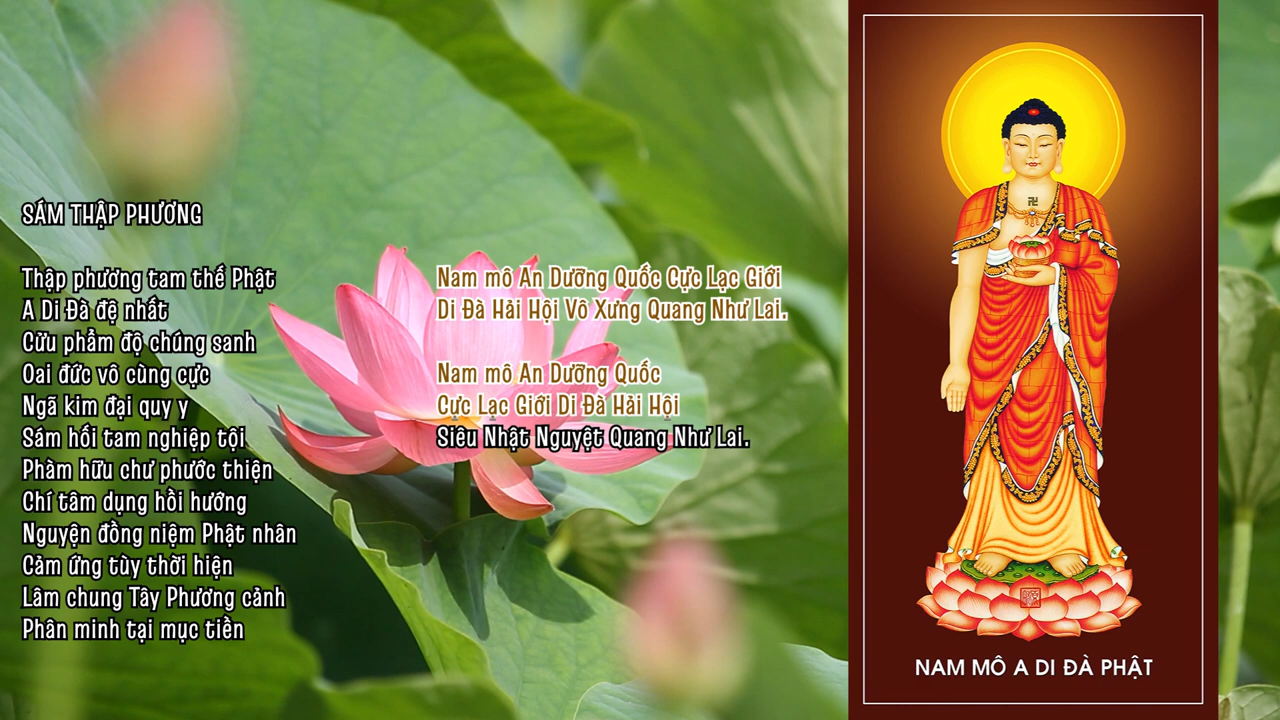 SÁM THẬP PHƯƠNG
Thập phương tam thế Phật
A Di Đà đệ nhất
Cửu phẩm độ chúng sanh
Oai đức vô cùng cực
Ngã kim đại quy y
Sám hối tam nghiệp tội
Phàm hữu chư phước thiện
Chí tâm dụng hồi hướng
Nguyện đồng niệm Phật nhân
Cảm ứng tùy thời hiện
Lâm chung Tây Phương cảnh
Phân minh tại mục tiền
Nam mô An Dưỡng Quốc Cực Lạc Giới
Di Đà Hải Hội Vô Xưng Quang Như Lai.
Nam mô An Dưỡng Quốc
Cực Lạc Giới Di Đà Hải Hội
Siêu Nhật Nguyệt Quang Như Lai.
卍
NAM MÔ A DI ĐÀ PHẬT